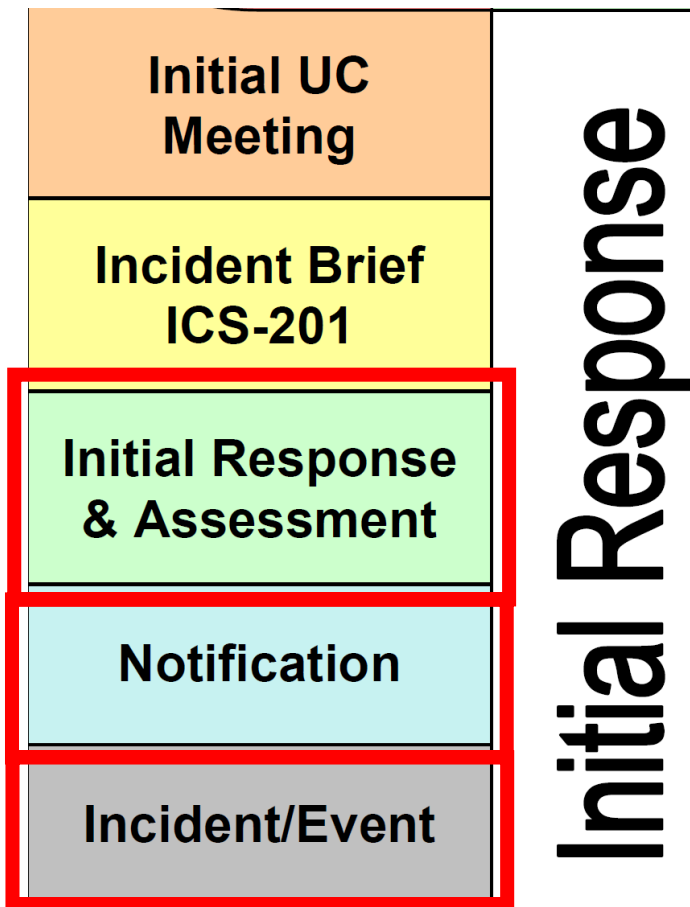 Initial UC
Meeting
Incident Brief
ICS-201
Initial Response
& Assessment
Notification
Incident/Event
Initial Response